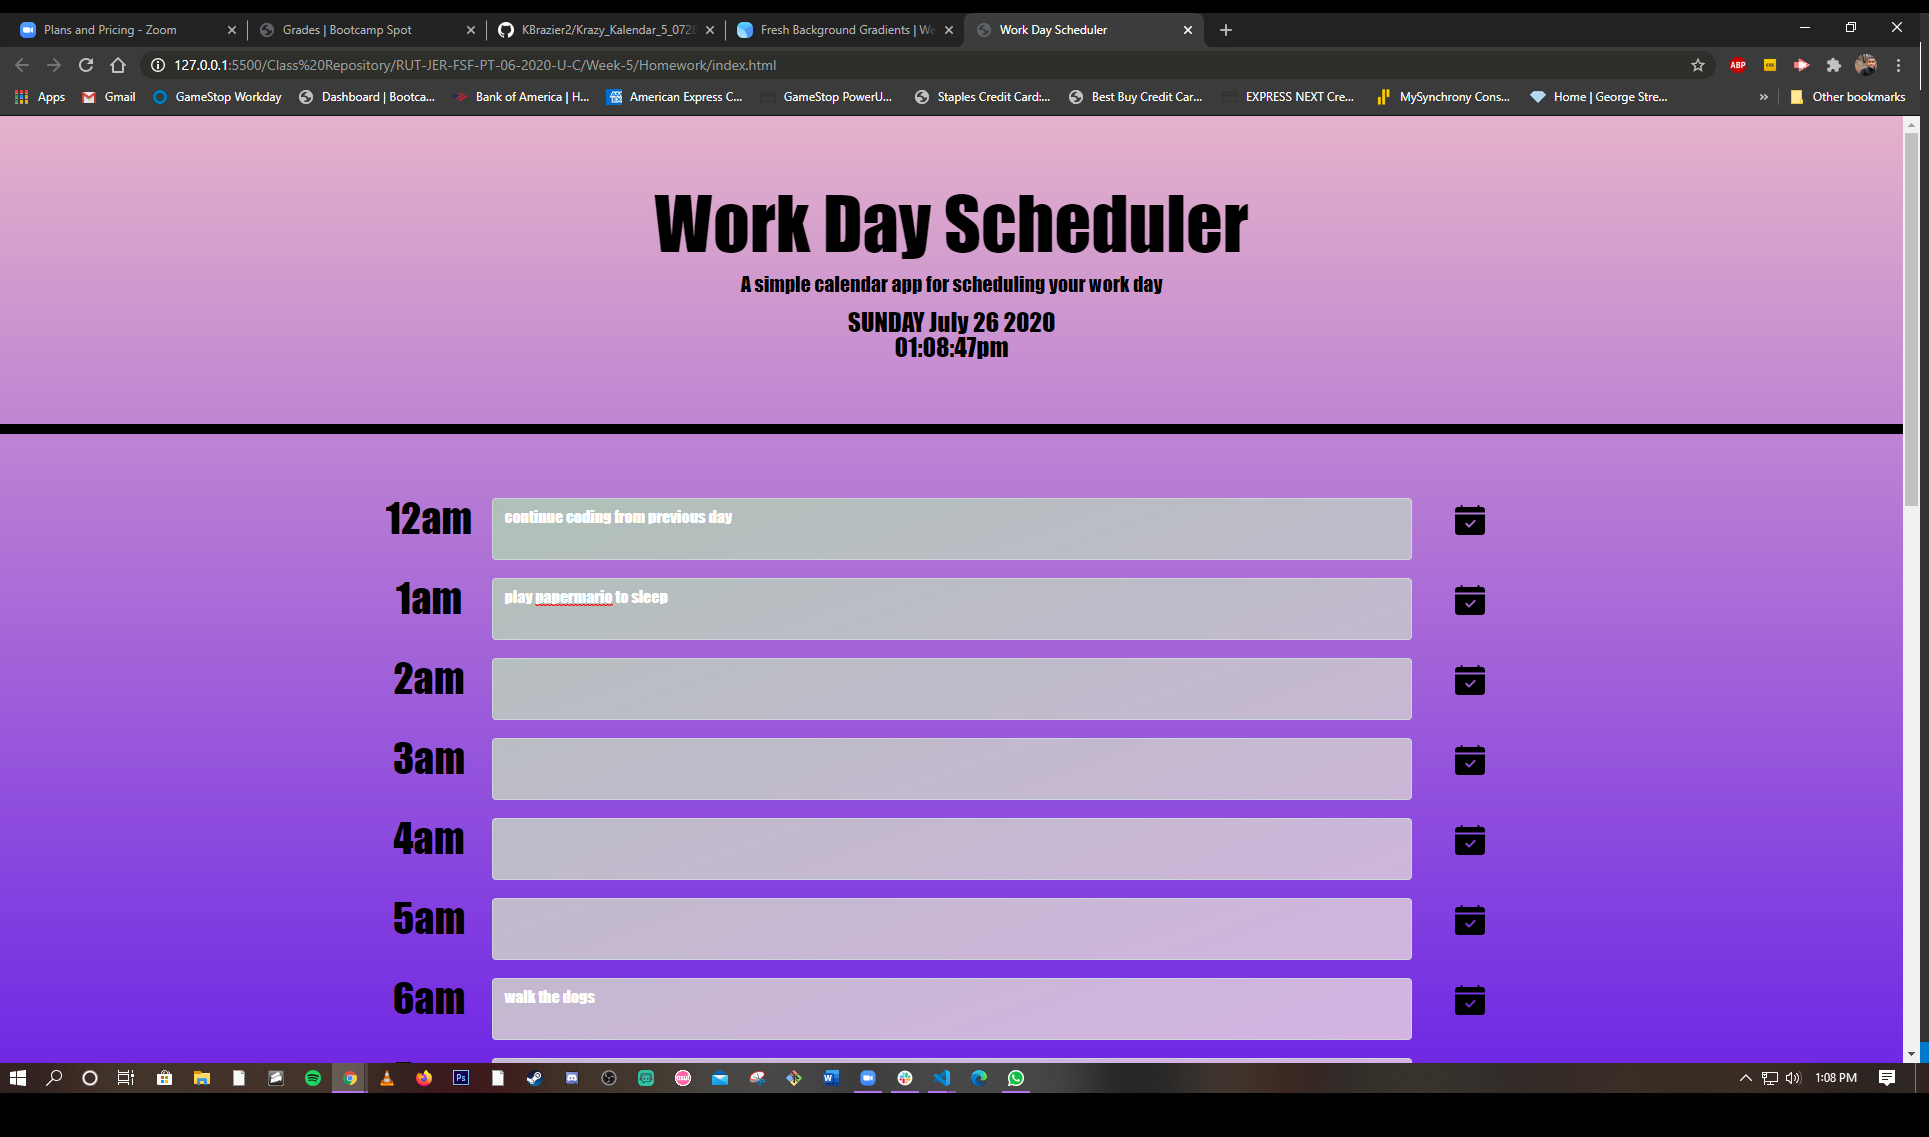 Plans and Pricing - Zoom
Grades | Bootcamp Spot
KBrazier2/Krazy_Kalendar_5_0728
Fresh Background Gradients | We
Work Day Scheduler
127.0.0.1:5500/Class%20Repository/RUT-JER-FSF-PT-06-2020-U-C/Week-5/Homework/index.html
ABP
CSS
Apps
Gmail
GameStop Workday
Dashboard | Bootca...
Bank of America | H...
American Express C...
GameStop PowerU...
Staples Credit Card:...
Best Buy Credit Car...
EXPRESS NEXT Cre...
MySynchrony Cons...
Home | George Stre...
»
Other bookmarks
Work Day Scheduler
A simple calendar app for scheduling your work day
SUNDAY July 26 2020
01:08:47pm
12am
continue coding from previous day
1am
play papermario to sleep
2am
3am
4am
5am
6am
walk the dogs
Ps
osu!
1:08 PM